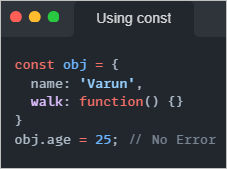 Using const
const obj = {
  name: 'Varun',
  walk: function() {}
}
obj.age = 25; // No Error